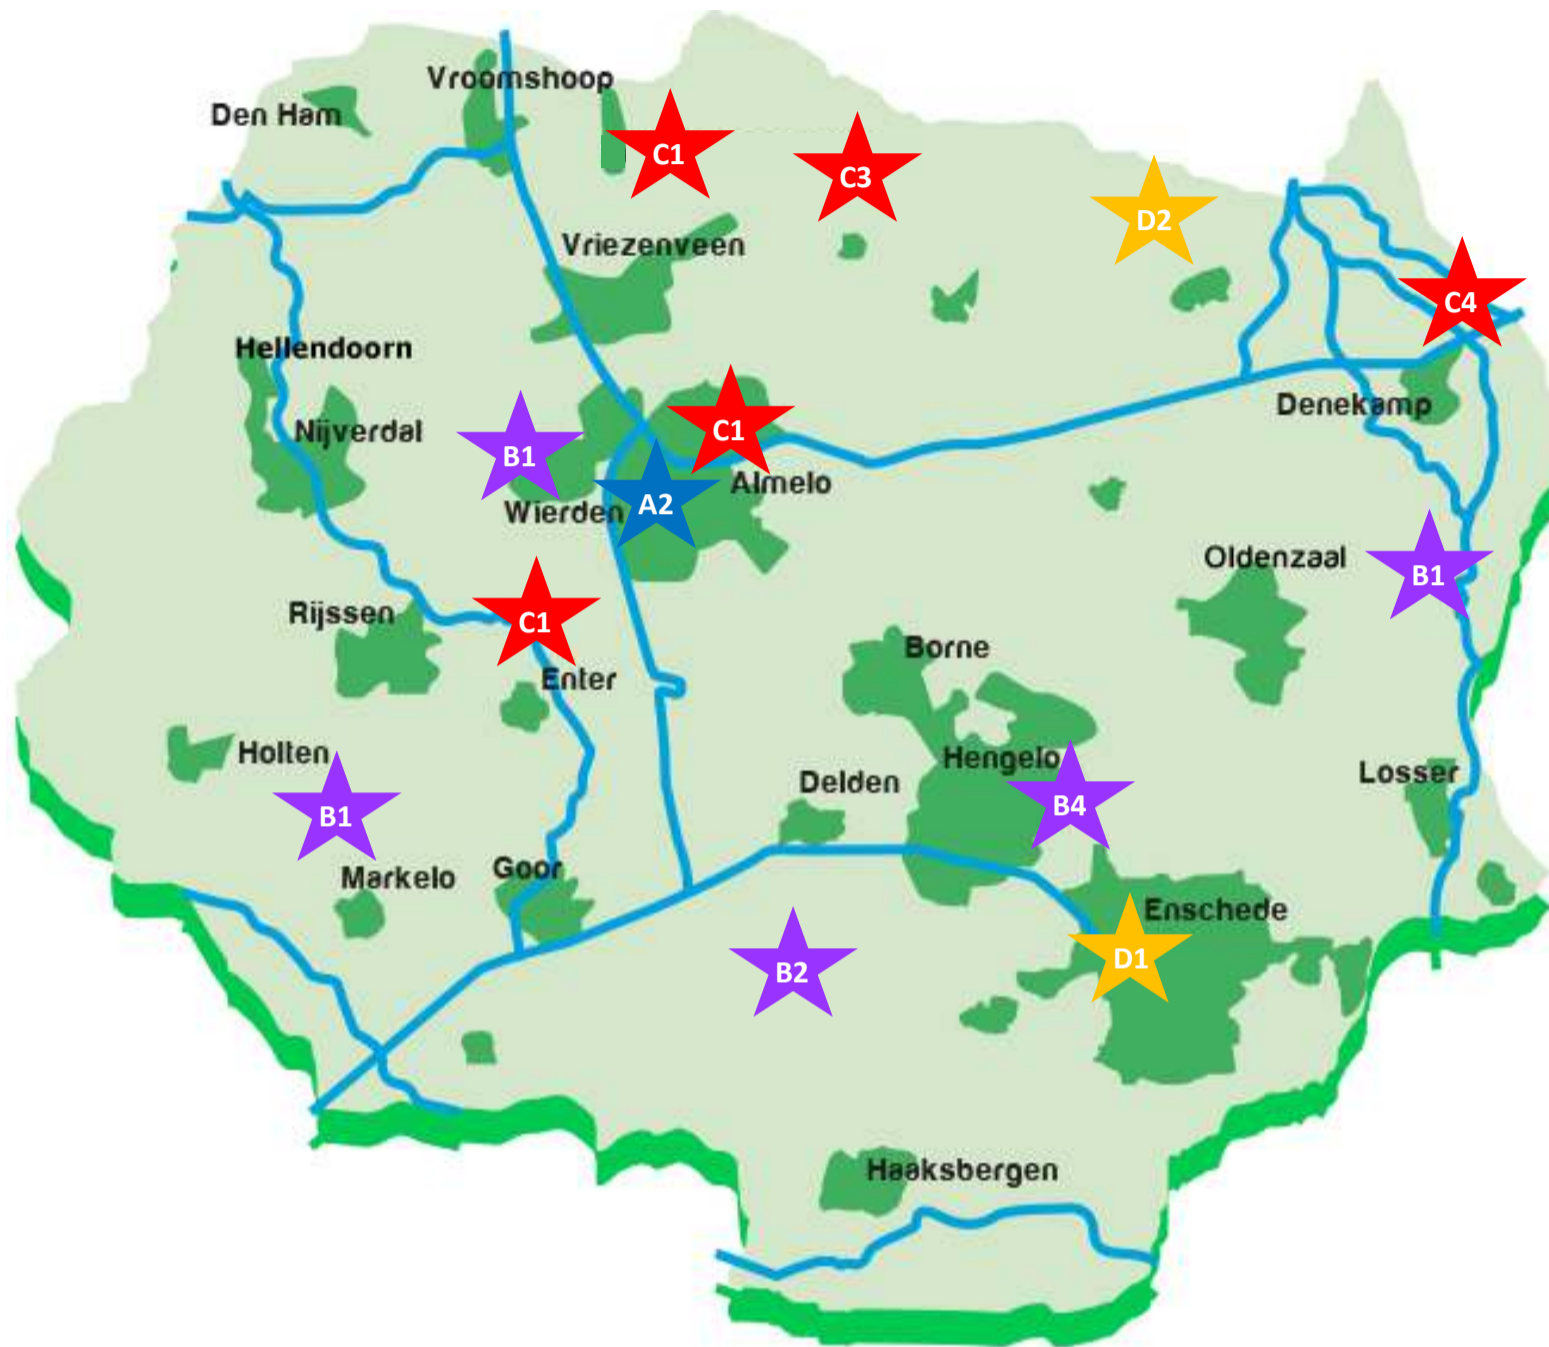 Vroomshoop
Den Ham
C1
C3
D2
Vriezenveen
C4
Hellendoorn
Denekamp
Nijverdal
C1
B1
Almelo
A2
Wierden
Oldenzaal
B1
Rijssen
C1
Borne
Enter
Holten
Hengelo
Losser
Delden
B4
B1
Markelo
Goor
Enschede
D1
B2
Haaksbergen